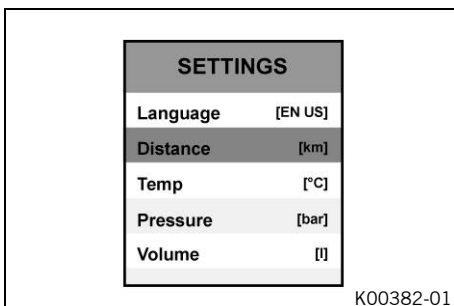 SETTINGS
Language [EN US]
Distance [km]
Temp [°C]
Pressure [bar]
Volume [l]
K00382-01